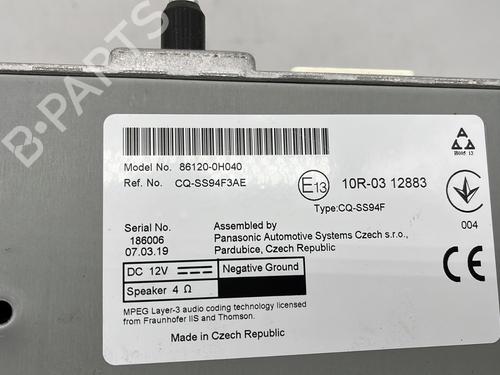 B-PARTS
Model No. 86120-0H040
Ref. No. CQ-SS94F3AE
E13 10R-03 12883
Type:CQ-SS94F
004
Serial No.
186006
07.03.19
Assembled by
Panasonic Automotive Systems Czech s.r.o.,
Pardubice, Czech Republic
DC 12V
Negative Ground
Speaker 4 Ω
MPEG Layer-3 audio coding technology licensed
from Fraunhofer IIS and Thomson.
Made in Czech Republic
CE